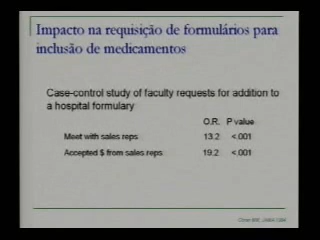 Impacto na requisição de formulários para
inclusão de medicamentos
Case-control study of faculty requests for addition to
a hospital formulary
O.R. P value
Meet with sales reps 13.2 <.001
Accepted $ from sales reps 19.2 <.001
JAMA